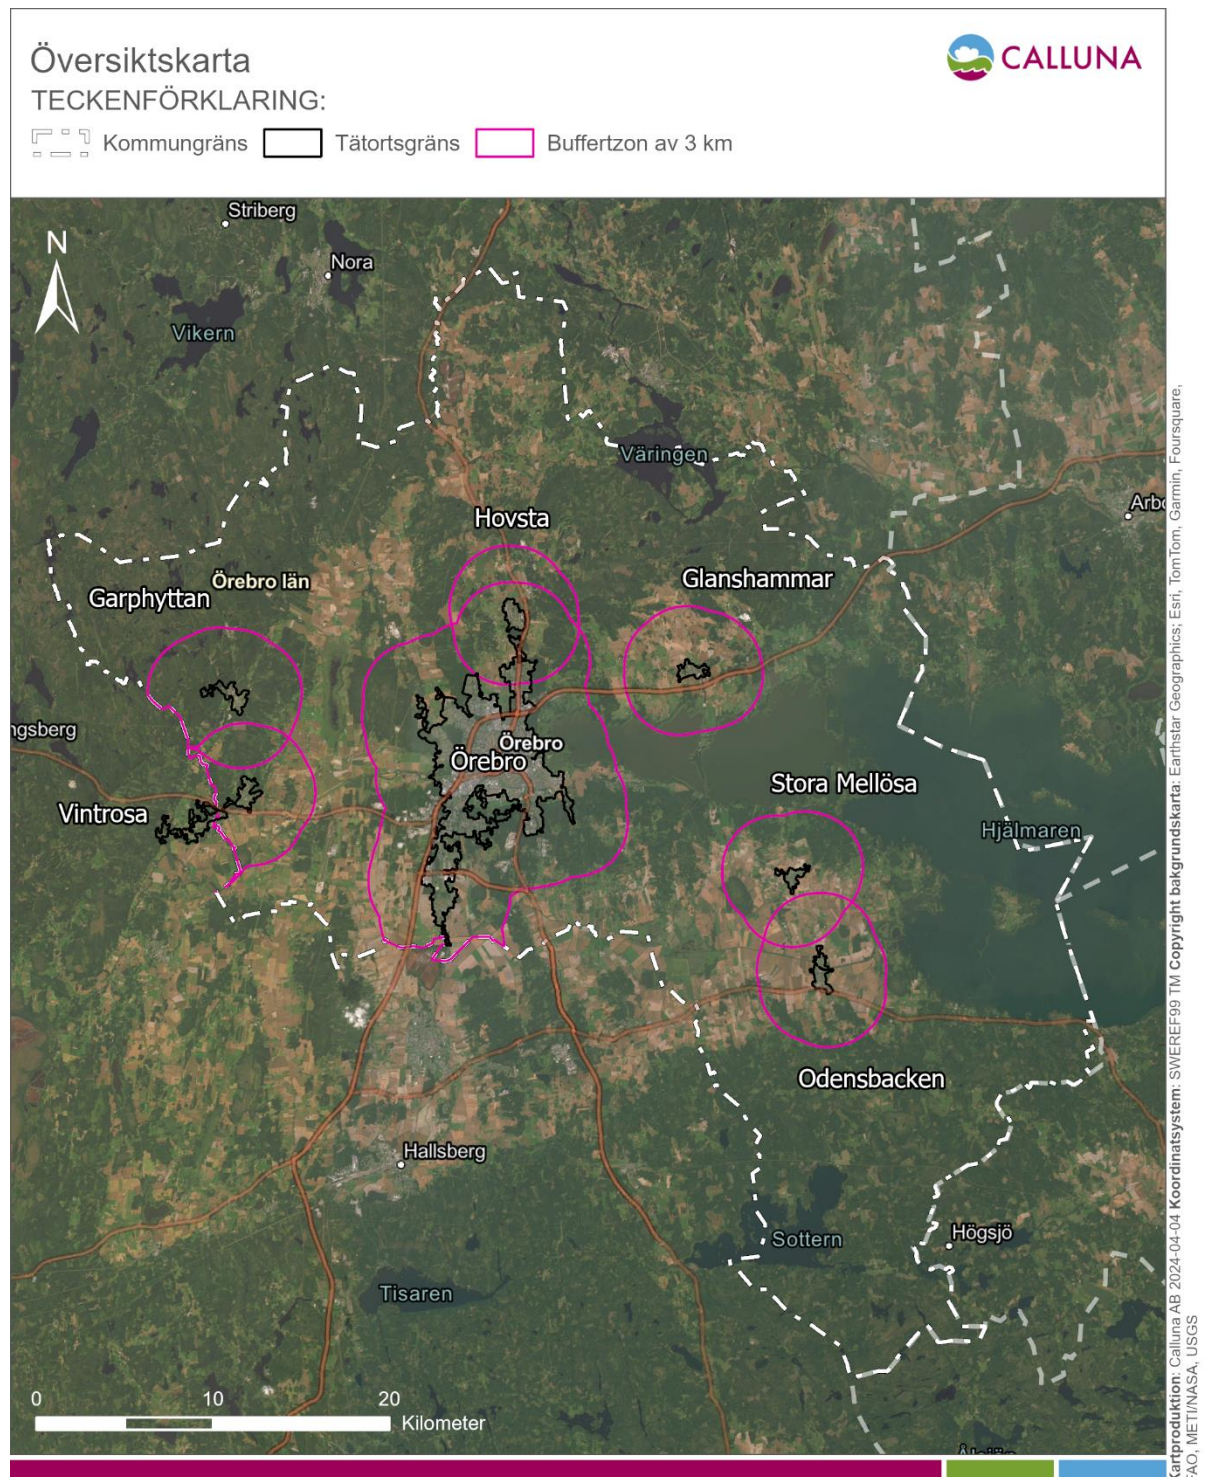 Översiktskarta
CALLUNA
TECKENFÖRKLARING:
Kommungräns
Tätortsgräns
Buffertzon av 3 km
Striberg
N
Nora
Vikern
Väringen
Arbo
Hovsta
Örebro län
Glanshammar
Garphyttan
ngsberg
Örebro
Örebro
Stora Mellösa
Vintrosa
Hjälmaren
Odensbacken
Hallsberg
Högsjö
Sottern
Tisaren
0 10 20
Kilometer
Kartproduktion: Calluna AB 2024-04-04 Koordinatsystem: SWEREF99 TM Copyright bakgrundskarta: Earthstar Geographics; Esri, TomTom, Garmin, Foursquare,
FAO, METI/NASA, USGS